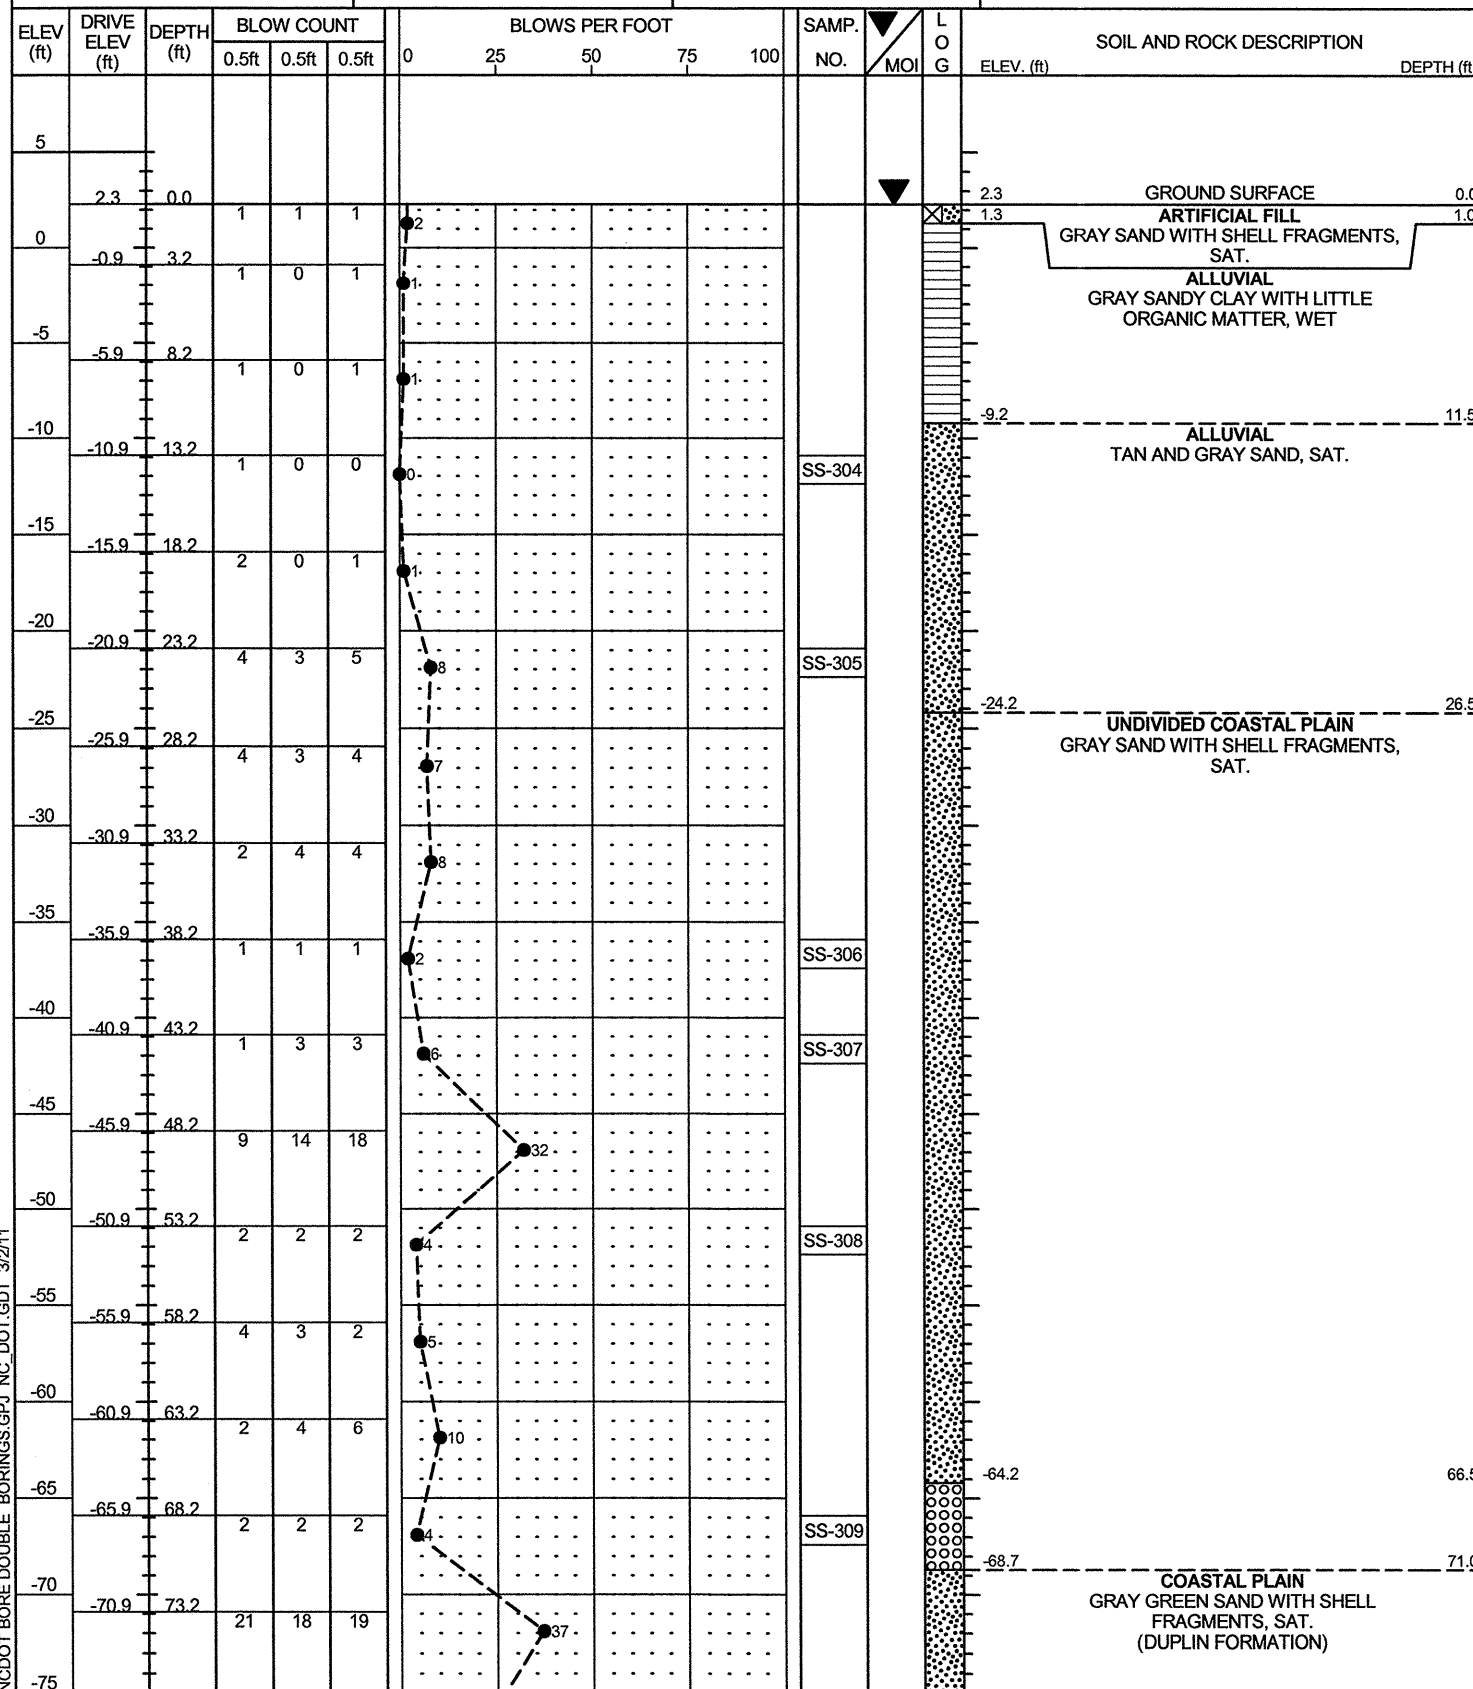 ELEV (ft) DRIVE ELEV (ft) DEPTH (ft) BLOW COUNT BLOWS PER FOOT SAMP. NO. MOI LOG SOIL AND ROCK DESCRIPTION
0.5ft 0.5ft 0.5ft 0 25 50 75 100 ELEV. (ft) DEPTH (ft
5
2.3 0.0 2.3 GROUND SURFACE 0.0
1 1 1 2 1.3 ARTIFICIAL FILL 1.0
GRAY SAND WITH SHELL FRAGMENTS,
0 SAT.
-0.9 3.2
1 0 1 1 ALLUVIAL
GRAY SANDY CLAY WITH LITTLE
ORGANIC MATTER, WET
-5
-5.9 8.2
1 0 1 1
-9.2 11.5
-10 ALLUVIAL
-10.9 13.2 TAN AND GRAY SAND, SAT.
1 0 0 0 SS-304
-15
-15.9 18.2
2 0 1 1
-20
-20.9 23.2
4 3 5 8 SS-305
-24.2 26.5
-25 UNDIVIDED COASTAL PLAIN
-25.9 28.2 GRAY SAND WITH SHELL FRAGMENTS,
4 3 4 7 SAT.
-30
-30.9 33.2
2 4 4 8
-35
-35.9 38.2
1 1 1 2 SS-306
-40
-40.9 43.2
1 3 3 6 SS-307
-45
-45.9 48.2
9 14 18 32
-50
-50.9 53.2
2 2 2 4 SS-308
-55
-55.9 58.2
4 3 2 5
-60
-60.9 63.2
2 4 6 10
-64.2 66.5
-65
-65.9 68.2
2 2 2 4 SS-309
-68.7 71.0
-70 COASTAL PLAIN
-70.9 73.2 GRAY GREEN SAND WITH SHELL
21 18 19 37 FRAGMENTS, SAT.
(DUPLIN FORMATION)
-75
NCDOT BORE DOUBLE BORINGS.GPJ NC_DOT.GDT 3/2/11